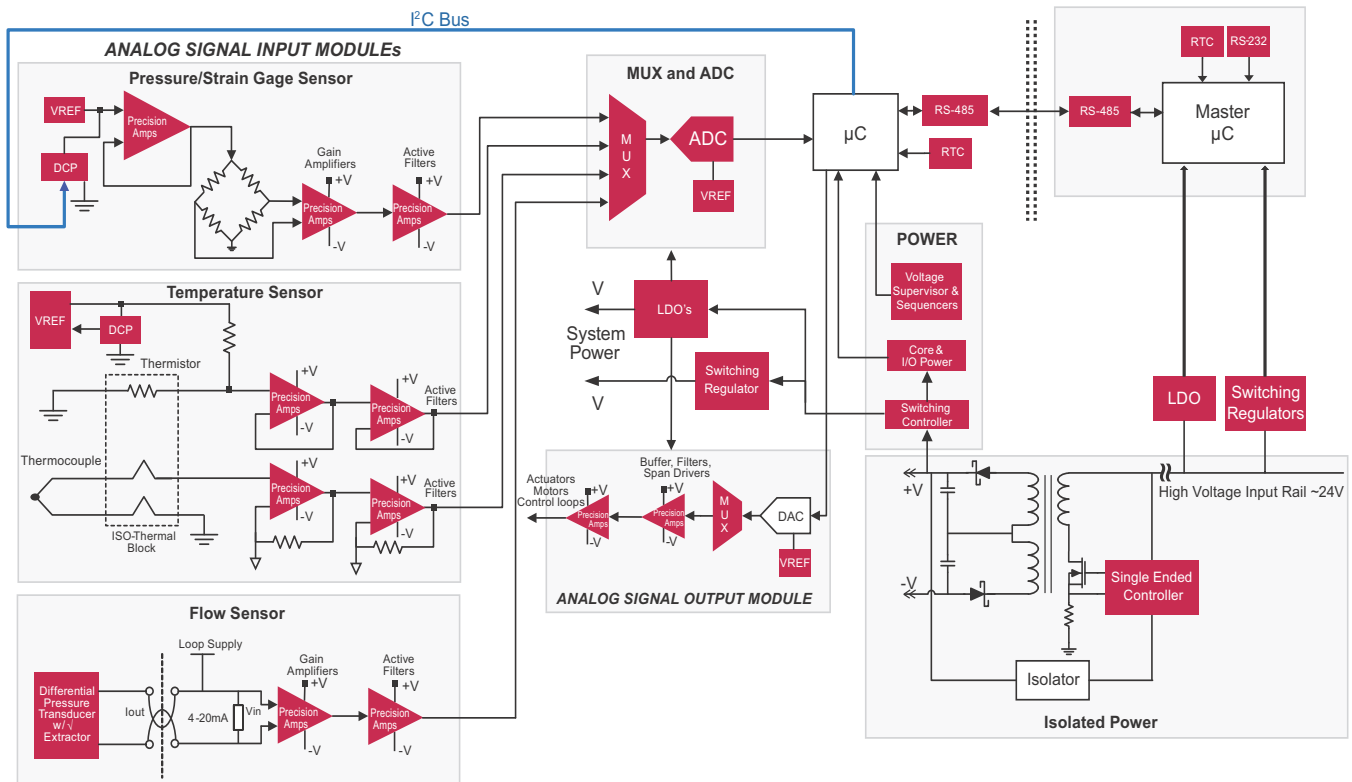 I²C Bus
ANALOG SIGNAL INPUT MODULEs
Pressure/Strain Gage Sensor
VREF
DCP
Precision
Amps
Gain
Amplifiers
+V
Precision
Amps
-V
Active
Filters
+V
Precision
Amps
-V
Temperature Sensor
VREF
DCP
Thermistor
+V
Precision
Amps
-V
+V
Precision
Amps
-V
Active
Filters
Thermocouple
+V
Precision
Amps
-V
+V
Precision
Amps
-V
Active
Filters
ISO-Thermal
Block
Flow Sensor
Loop Supply
Differential
Pressure
Transducer
w/√
Extractor
Iout
4-20mA
Vin
Gain
Amplifiers
+V
Precision
Amps
-V
Active
Filters
+V
Precision
Amps
-V
MUX and ADC
MUX
ADC
VREF
V
LDO's
System
Power
Switching
Regulator
V
Buffer, Filters,
Span Drivers
Actuators
Motors
Control loops
+V
Precision
Amps
-V
+V
Precision
Amps
-V
MUX
DAC
VREF
ANALOG SIGNAL OUTPUT MODULE
µC
RS-485
RTC
POWER
Voltage
Supervisor &
Sequencers
Core &
I/O Power
Switching
Controller
RS-485
RTC
RS-232
Master
µC
LDO
Switching
Regulators
+V
High Voltage Input Rail ~24V
-V
Single Ended
Controller
Isolator
Isolated Power